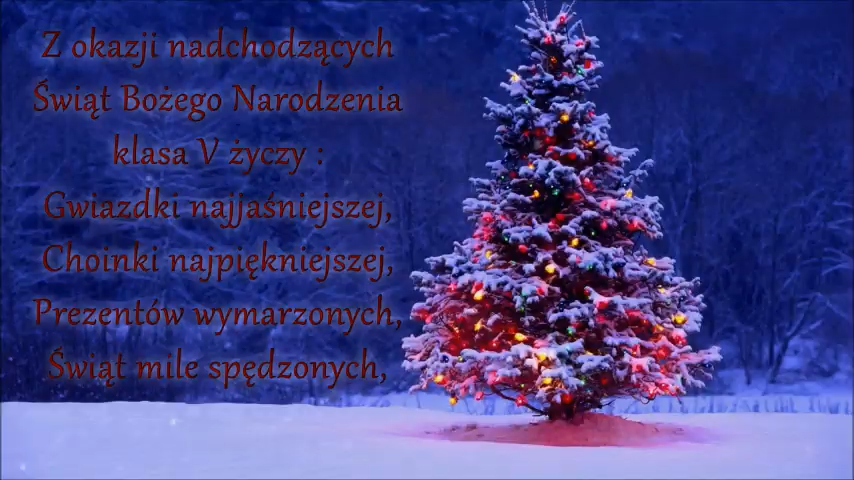 Z okazji nadchodzących
Świąt Bożego Narodzenia
klasa V życzy :
Gwiazdki najjaśniejszej,
Choinki najpiękniejszej,
Prezentów wymarzonych,
Świąt mile spędzonych,